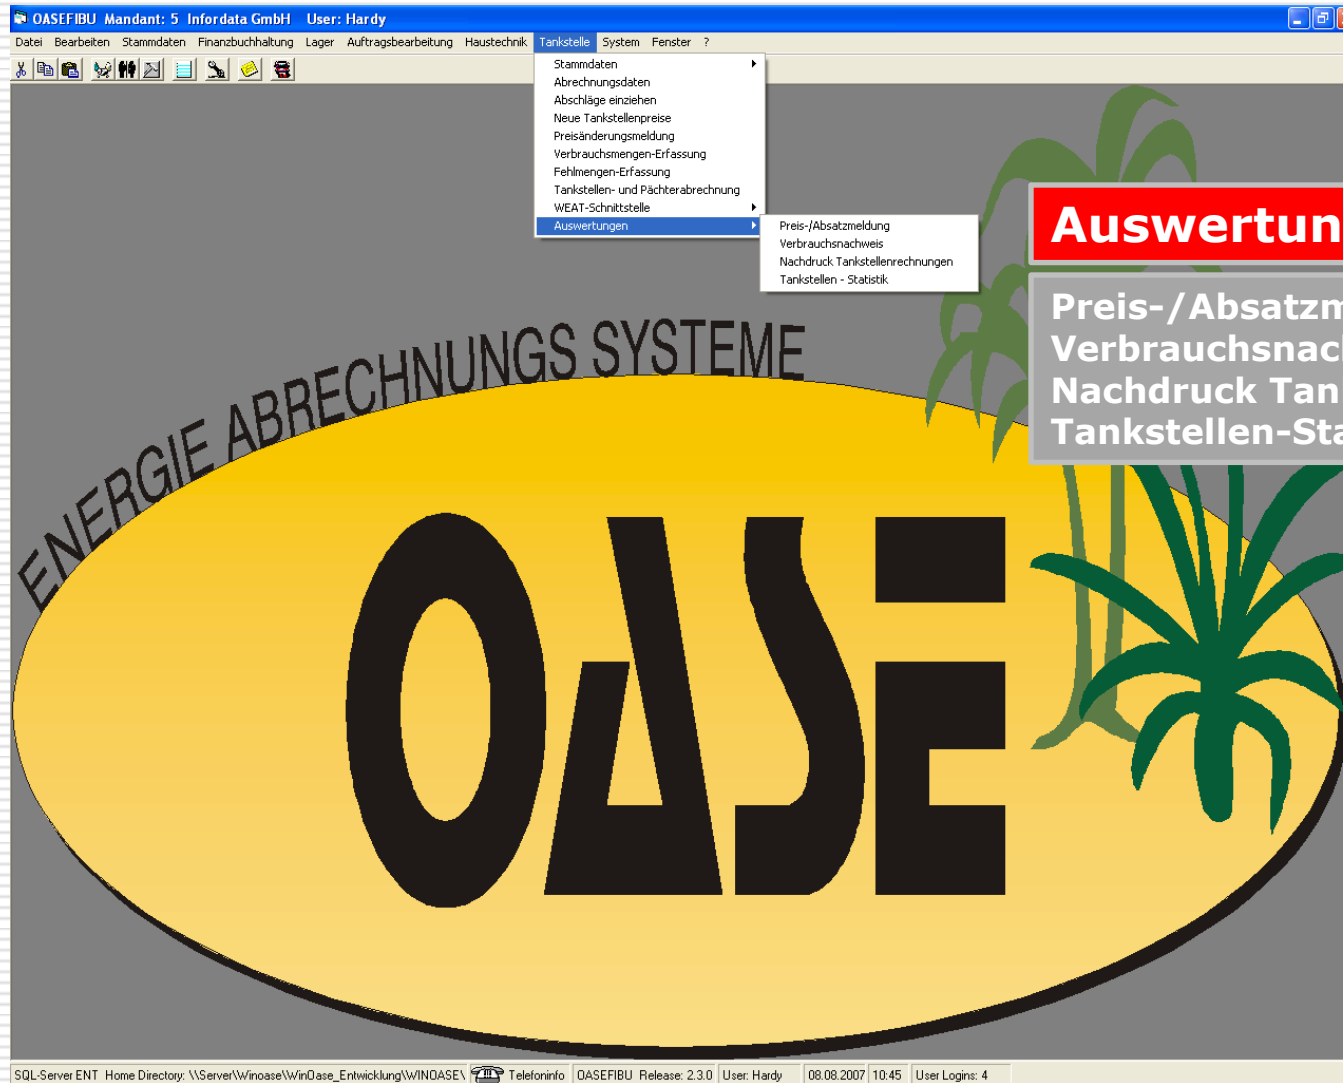 OASEFIBU Mandant: 5 Infordata GmbH User: Hardy
Datei Bearbeiten Stammdaten Finanzbuchhaltung Lager Auftragsbearbeitung Haustechnik Tankstelle System Fenster ?
Stammdaten
Abrechnungsdaten
Abschläge einziehen
Neue Tankstellenpreise
Preisänderungsmeldung
Verbrauchsmengen-Erfassung
Fehlmengen-Erfassung
Tankstellen- und Pächterabrechnung
WEAT-Schnittstelle
Auswertungen
Preis-/Absatzmeldung
Verbrauchsnachweis
Nachdruck Tankstellenrechnungen
Tankstellen - Statistik
Auswertun
Preis-/Absatzm
Verbrauchsnac
Nachdruck Tan
Tankstellen-Sta
ENERGIE ABRECHNUNGS SYSTEME
OASE
SQL-Server ENT Home Directory: \\Server\Winoase\WinOase_Entwicklung\WINOASE\ Telefoninfo OASEFIBU Release: 2.3.0 User: Hardy 08.08.2007 10:45 User Logins: 4